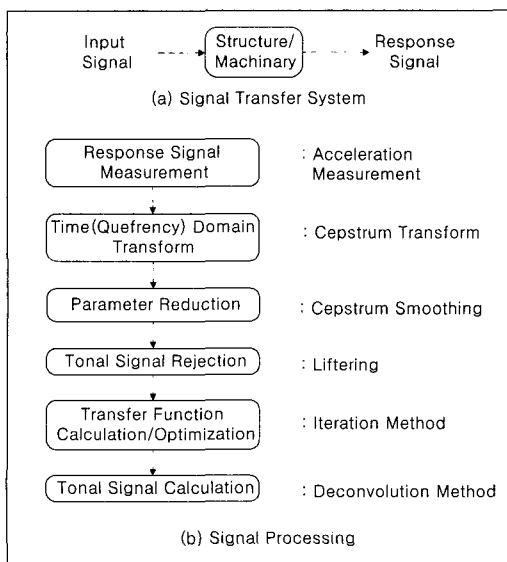 Input Signal
Structure/ Machinary
Response Signal
(a) Signal Transfer System
Response Signal Measurement
: Acceleration Measurement
Time(Quefrency) Domain Transform
: Cepstrum Transform
Parameter Reduction
: Cepstrum Smoothing
Tonal Signal Rejection
: Liftering
Transfer Function Calculation/Optimization
: Iteration Method
Tonal Signal Calculation
: Deconvolution Method
(b) Signal Processing